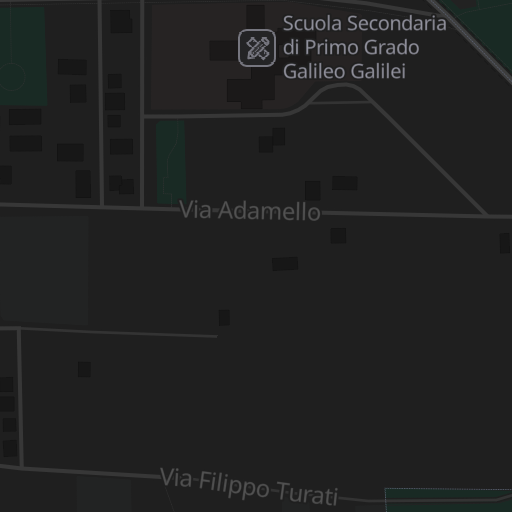 Scuola Secondaria
di Primo Grado
Galileo Galilei
Via Adamello
Via Filippo Turati